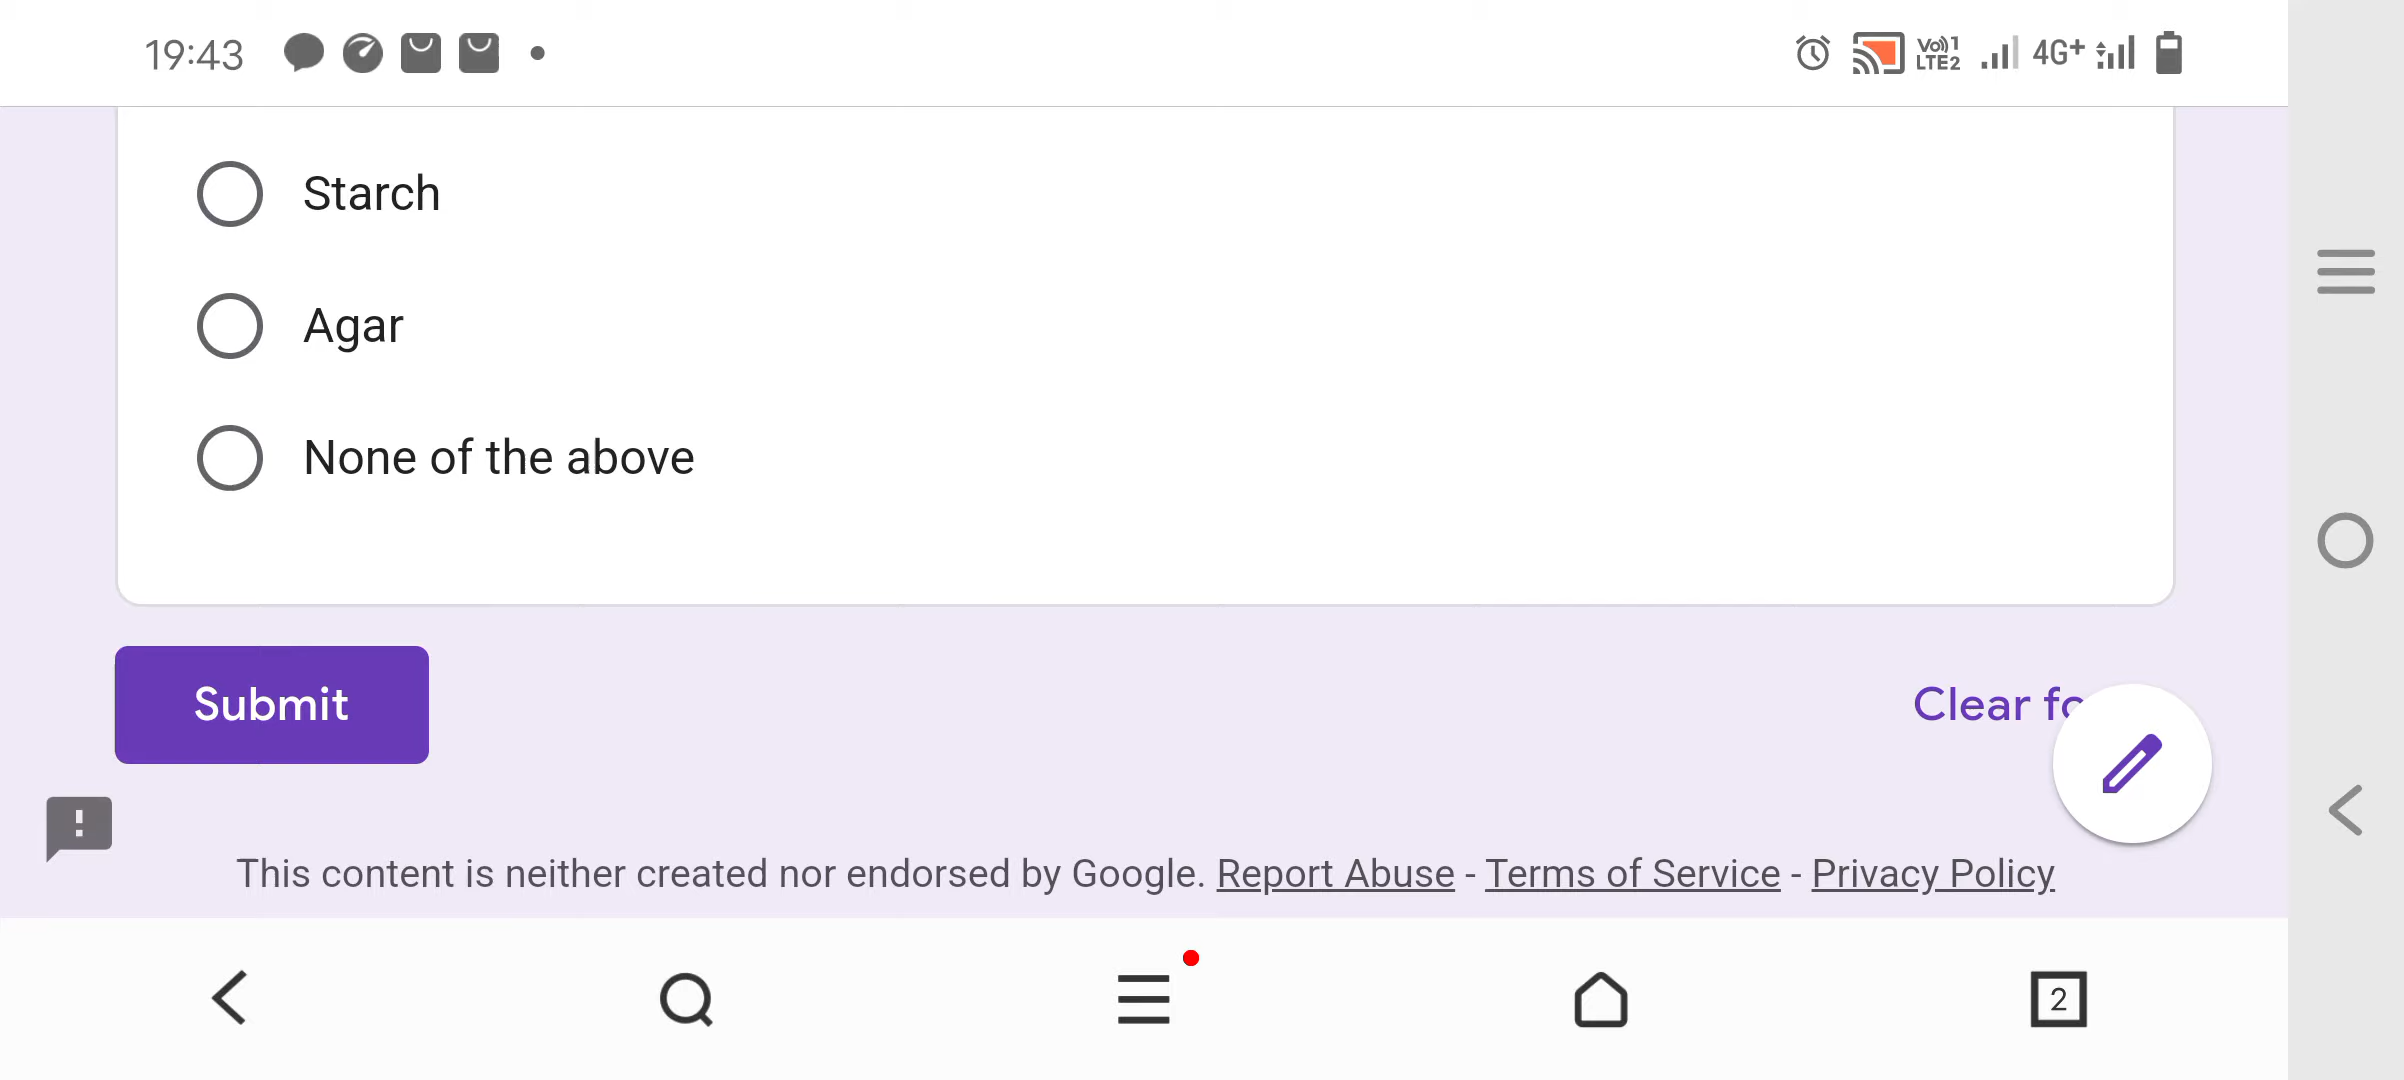 19:43
Vo)) 1
LTE2
4G+
Starch
Agar
None of the above
Submit
Clear fo
This content is neither created nor endorsed by Google. Report Abuse - Terms of Service - Privacy Policy
2